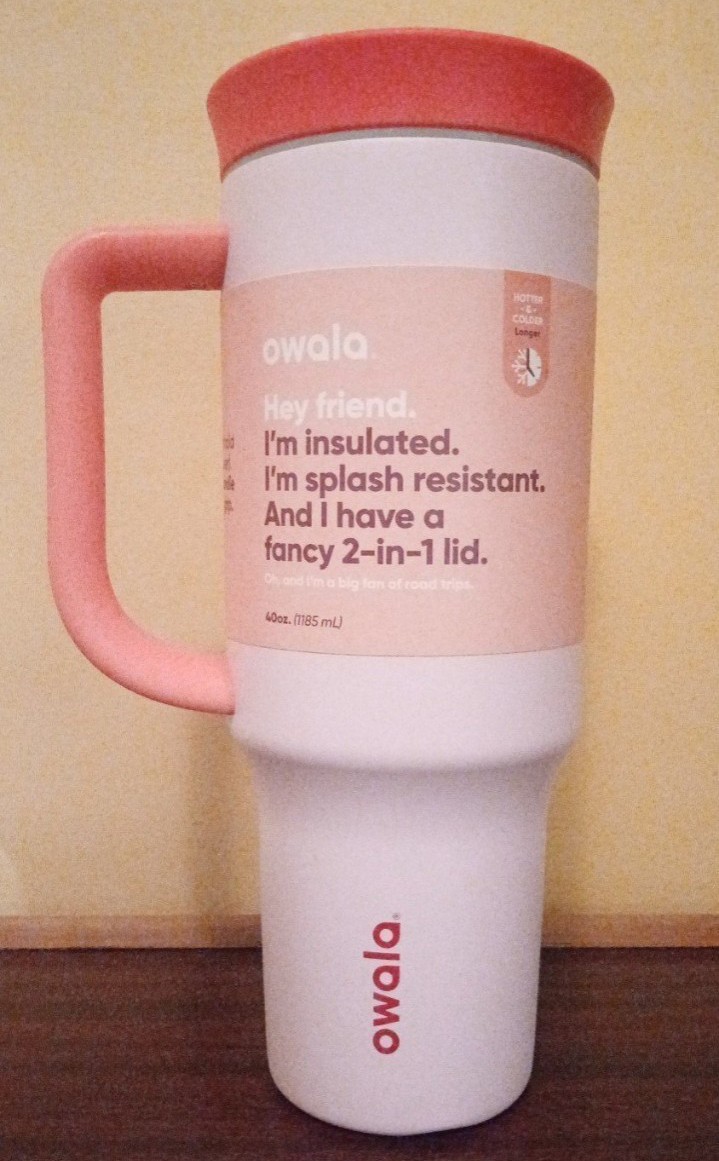 owala
HOTTER
-&-
COLDER
Longer
Hey friend.
I'm insulated.
I'm splash resistant.
And I have a
fancy 2-in-1 lid.
Oh, and I'm a big fan of road trips.
40oz. (1185 mL)
owala®